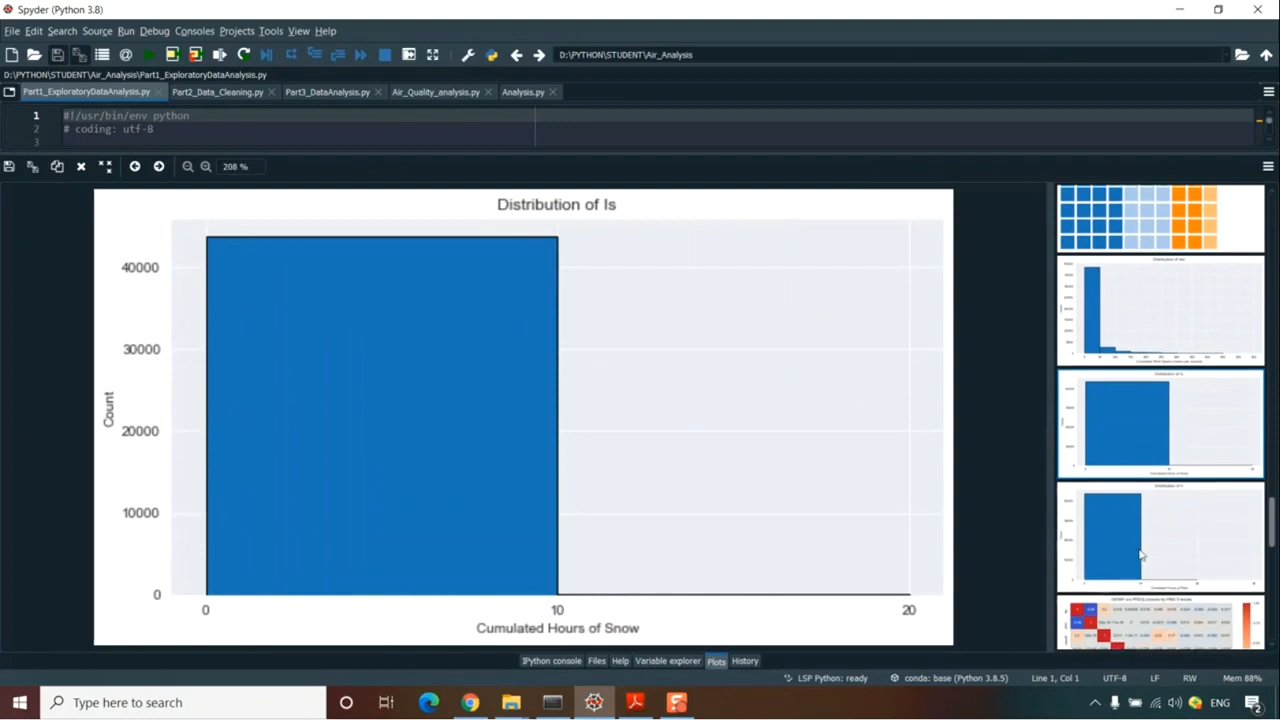 Spyder (Python 3.8)
File Edit Search Source Run Debug Consoles Projects Tools View Help
D:\PYTHON\STUDENT\Air_Analysis
D:\PYTHON\STUDENT\Air_Analysis\Part1_ExploratoryDataAnalysis.py
Part1_ExploratoryDataAnalysis.py Part2_Data_Cleaning.py Part3_DataAnalysis.py Air_Quality_analysis.py Analysis.py
1 #!/usr/bin/env python
2 # coding: utf-8
3
208 %
Distribution of Is
Count
40000
30000
20000
10000
0
0 10 20
Cumulated Hours of Snow
IPython console Files Help Variable explorer Plots History
LSP Python: ready conda: base (Python 3.8.5) Line 1, Col 1 UTF-8 LF RW Mem 88%
Type here to search
ENG
2